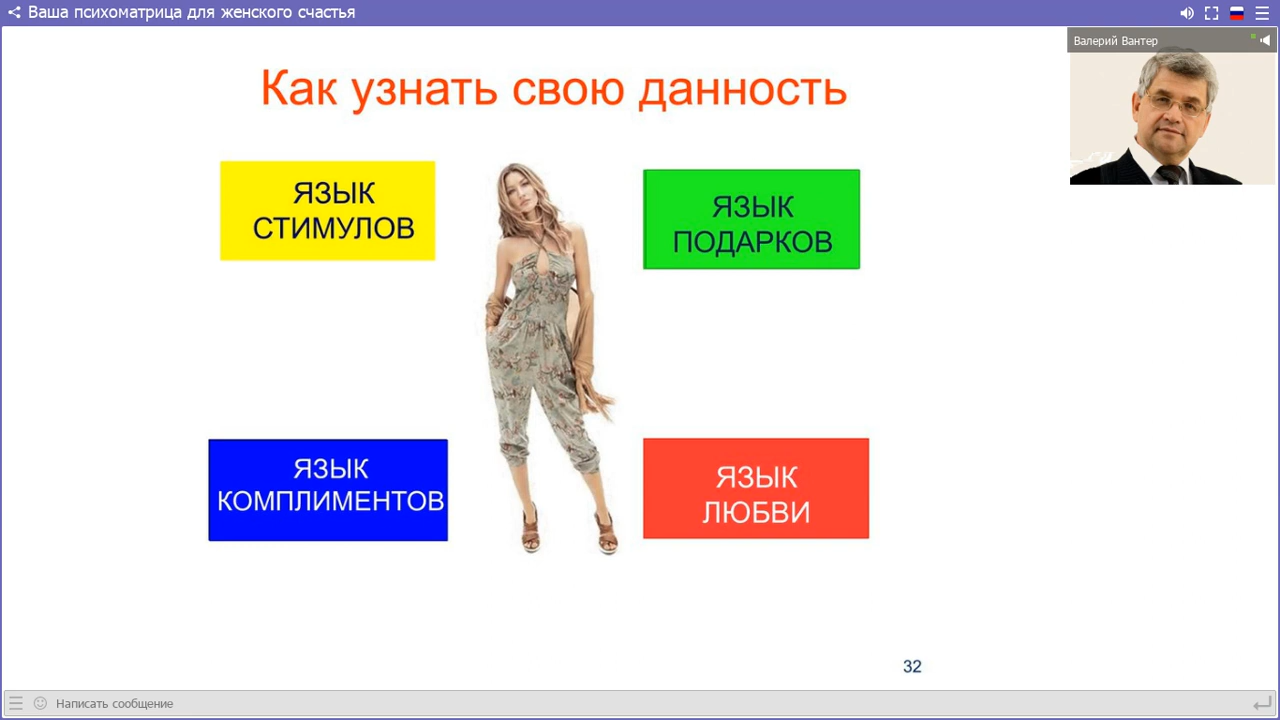 Ваша психоматрица для женского счастья
Валерий Вантер
Как узнать свою данность
ЯЗЫК
СТИМУЛОВ
ЯЗЫК
ПОДАРКОВ
ЯЗЫК
КОМПЛИМЕНТОВ
ЯЗЫК
ЛЮБВИ
32
Написать сообщение